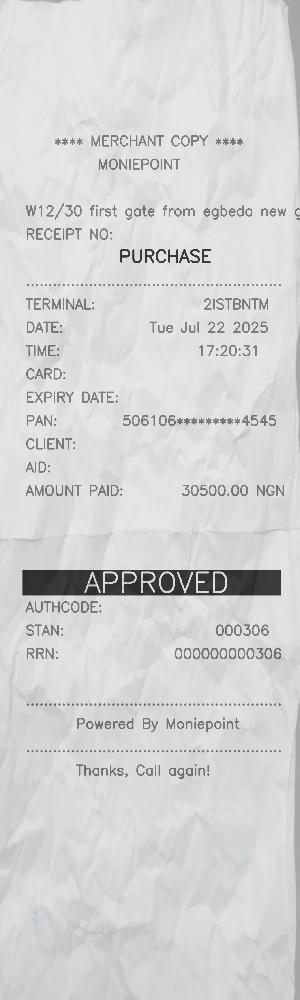 **** MERCHANT COPY ****
MONIEPOINT
W12/30 first gate from egbeda new g
RECEIPT NO:
PURCHASE
TERMINAL: 2ISTBNTM
DATE: Tue Jul 22 2025
TIME: 17:20:31
CARD:
EXPIRY DATE:
PAN: 506106*********4545
CLIENT:
AID:
AMOUNT PAID: 30500.00 NGN
APPROVED
AUTHCODE:
STAN: 000306
RRN: 000000000306
Powered By Moniepoint
Thanks, Call again!